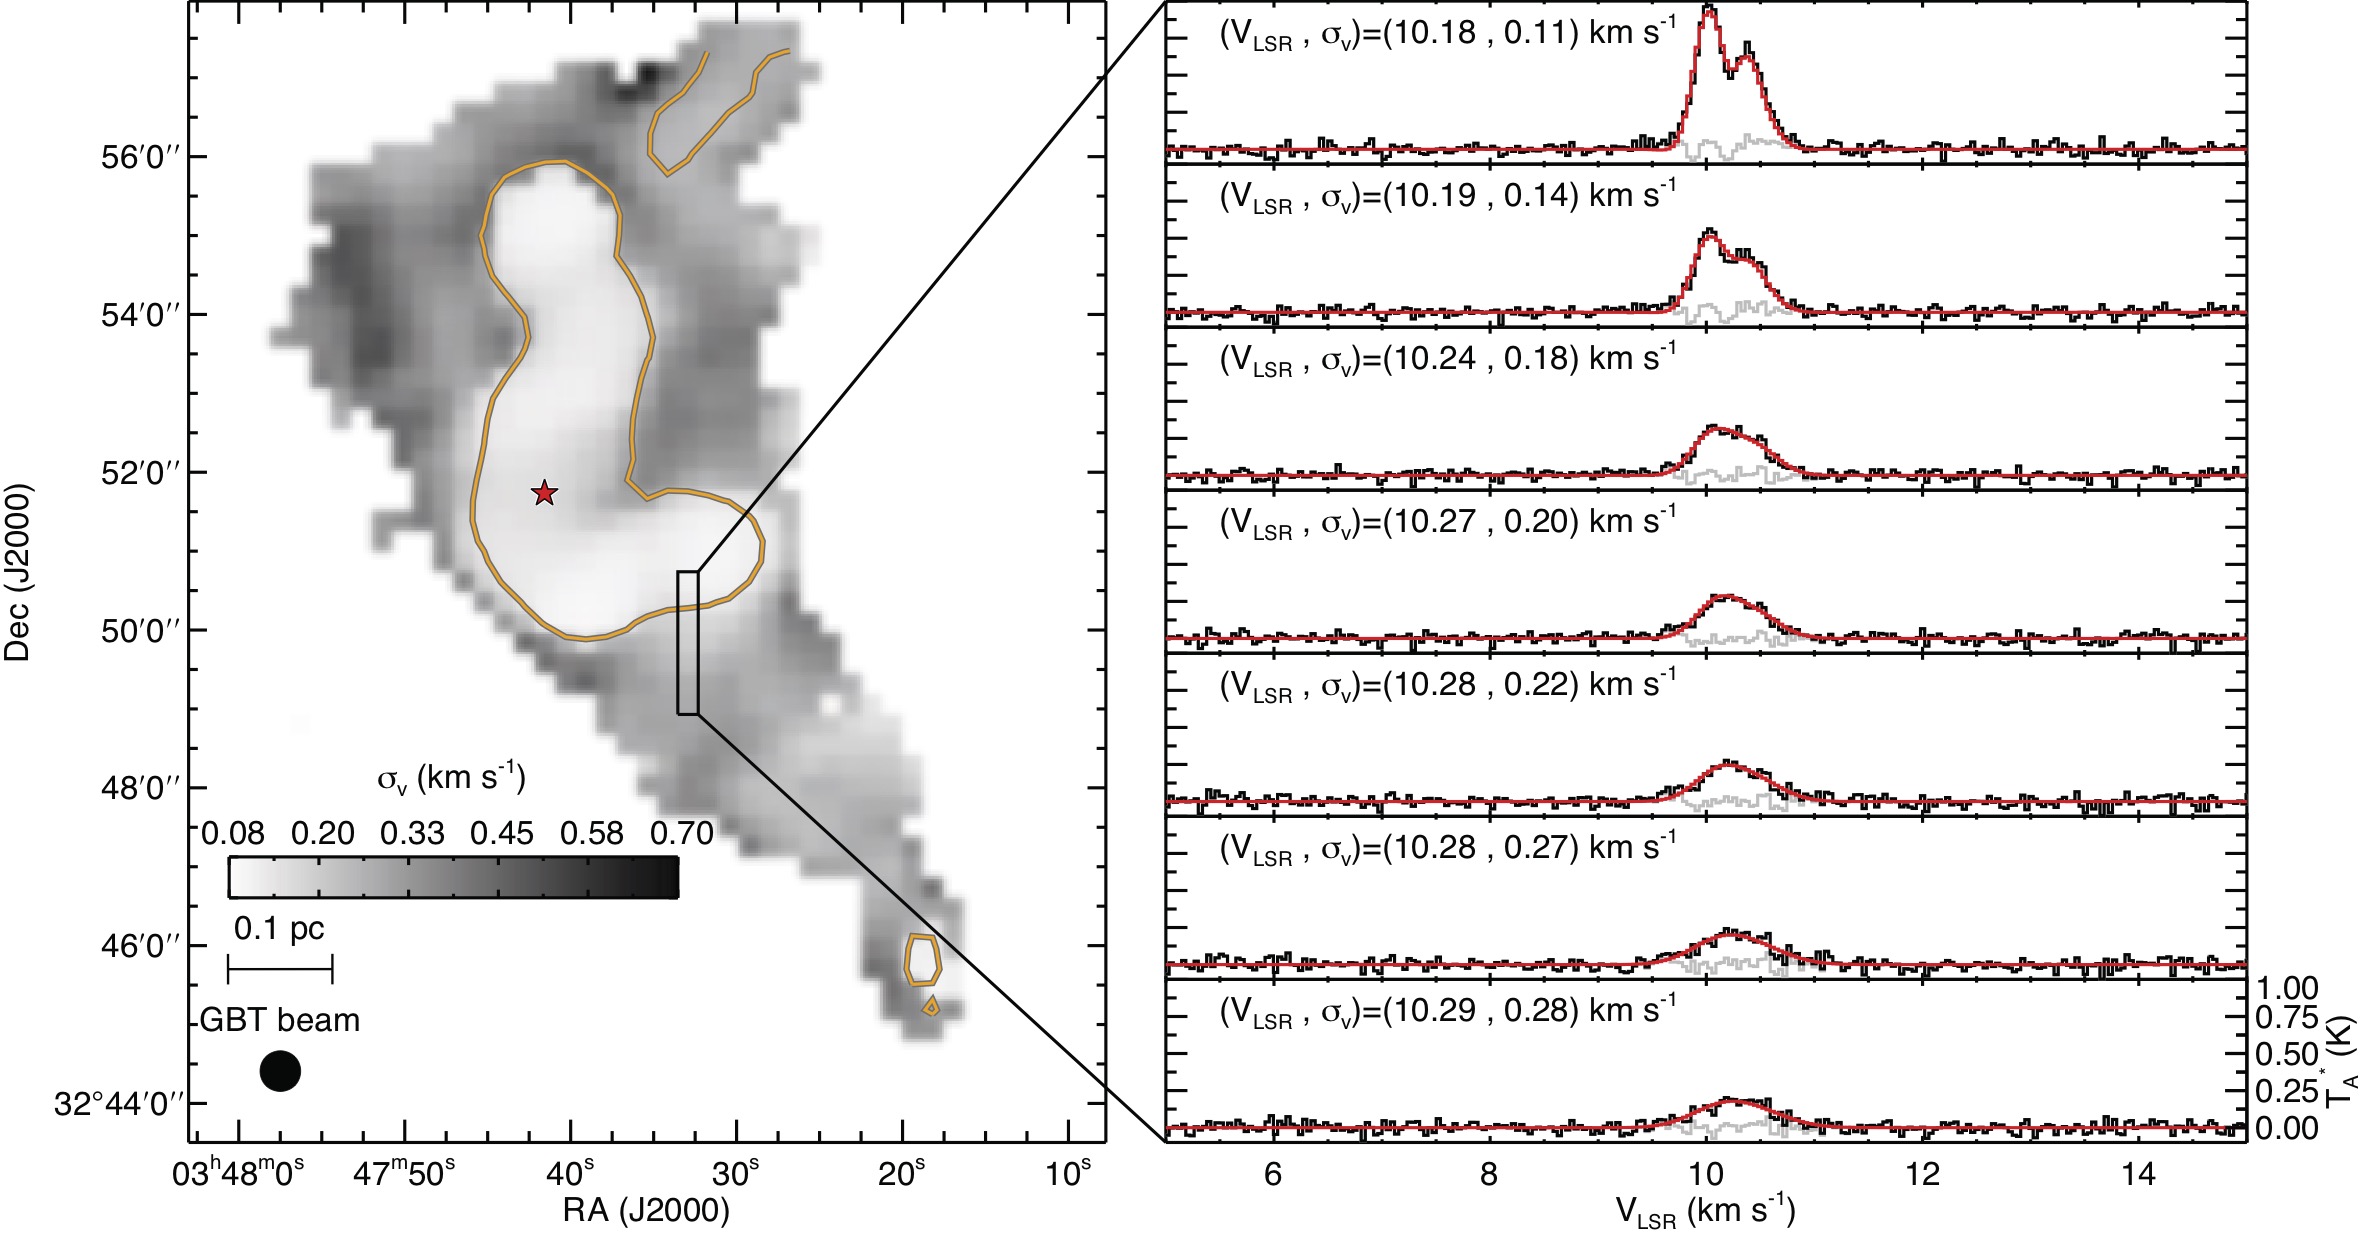 56′0′′
54′0′′
52′0′′
50′0′′
48′0′′
46′0′′
32°44′0′′
Dec (J2000)
σv (km s-1)
0.08 0.20 0.33 0.45 0.58 0.70
0.1 pc
GBT beam
03h48m0s 47m50s 40s 30s 20s 10s
RA (J2000)
(VLSR , σv)=(10.18 , 0.11) km s-1
(VLSR , σv)=(10.19 , 0.14) km s-1
(VLSR , σv)=(10.24 , 0.18) km s-1
(VLSR , σv)=(10.27 , 0.20) km s-1
(VLSR , σv)=(10.28 , 0.22) km s-1
(VLSR , σv)=(10.28 , 0.27) km s-1
(VLSR , σv)=(10.29 , 0.28) km s-1
1.00
0.75
0.50
0.25
0.00
TA* (K)
6 8 10 12 14
VLSR (km s-1)